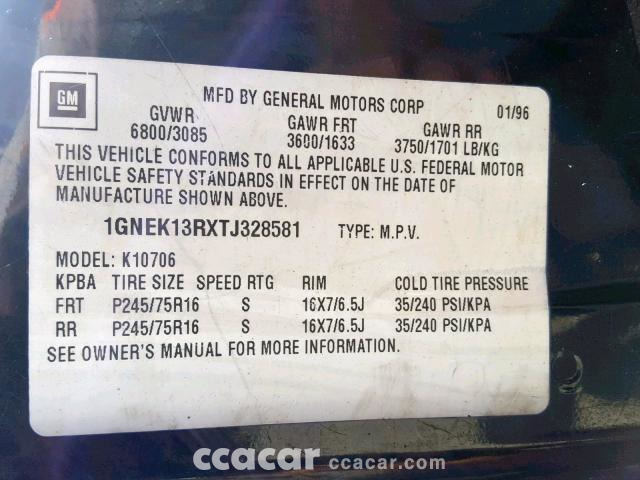 GM
MFD BY GENERAL MOTORS CORP 01/96
GVWR GAWR FRT GAWR RR
6800/3085 3600/1633 3750/1701 LB/KG
THIS VEHICLE CONFORMS TO ALL APPLICABLE U.S. FEDERAL MOTOR
VEHICLE SAFETY STANDARDS IN EFFECT ON THE DATE OF
MANUFACTURE SHOWN ABOVE.
1GNEK13RXTJ328581 TYPE: M.P.V.
MODEL: K10706
KPBA TIRE SIZE SPEED RTG RIM COLD TIRE PRESSURE
FRT P245/75R16 S 16X7/6.5J 35/240 PSI/KPA
RR P245/75R16 S 16X7/6.5J 35/240 PSI/KPA
SEE OWNER'S MANUAL FOR MORE INFORMATION.
ccacar ccacar.com